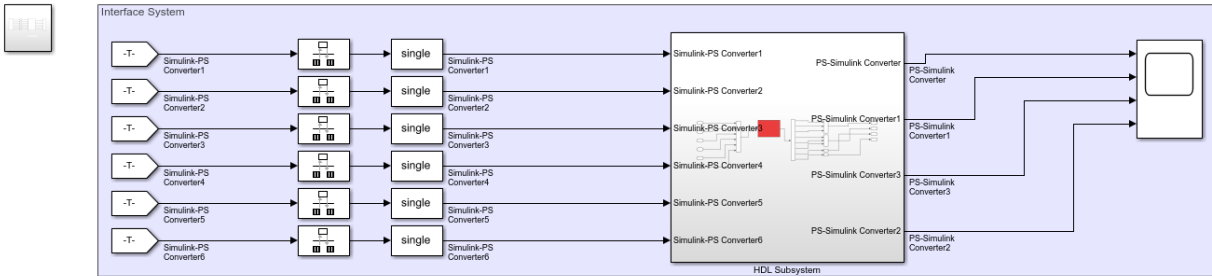 Interface System
-T-
Simulink-PS
Converter1
single
Simulink-PS
Converter1
Simulink-PS Converter1
PS-Simulink Converter
PS-Simulink
Converter
-T-
Simulink-PS
Converter2
single
Simulink-PS
Converter2
Simulink-PS Converter2
PS-Simulink Converter1
PS-Simulink
Converter1
-T-
Simulink-PS
Converter3
single
Simulink-PS
Converter3
Simulink-PS Converter3
-T-
Simulink-PS
Converter4
single
Simulink-PS
Converter4
Simulink-PS Converter4
PS-Simulink Converter3
PS-Simulink
Converter3
-T-
Simulink-PS
Converter5
single
Simulink-PS
Converter5
Simulink-PS Converter5
PS-Simulink Converter2
PS-Simulink
Converter2
-T-
Simulink-PS
Converter6
single
Simulink-PS
Converter6
Simulink-PS Converter6
HDL Subsystem